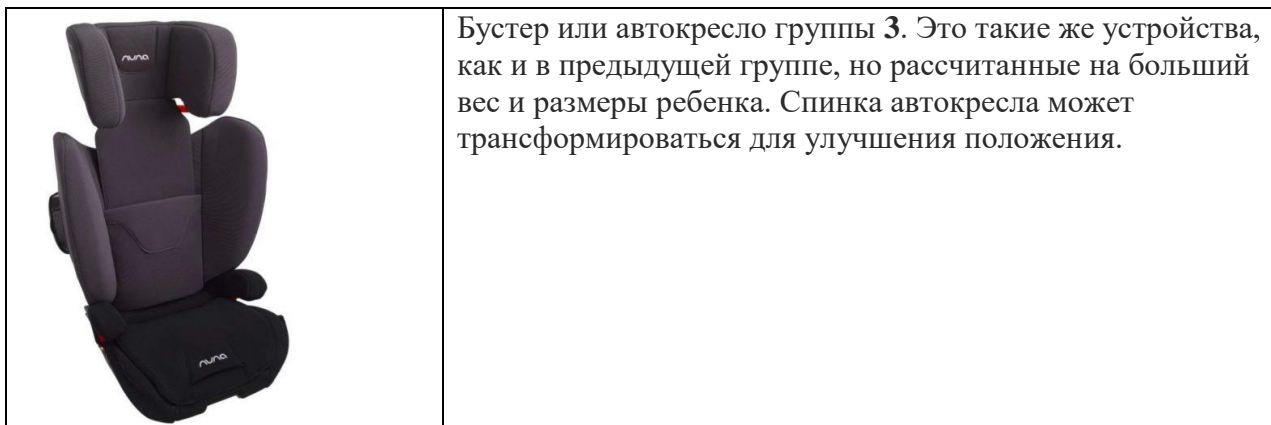 nuna
nuna
Бустер или автокресло группы 3. Это такие же устройства,
как и в предыдущей группе, но рассчитанные на больший
вес и размеры ребенка. Спинка автокресла может
трансформироваться для улучшения положения.